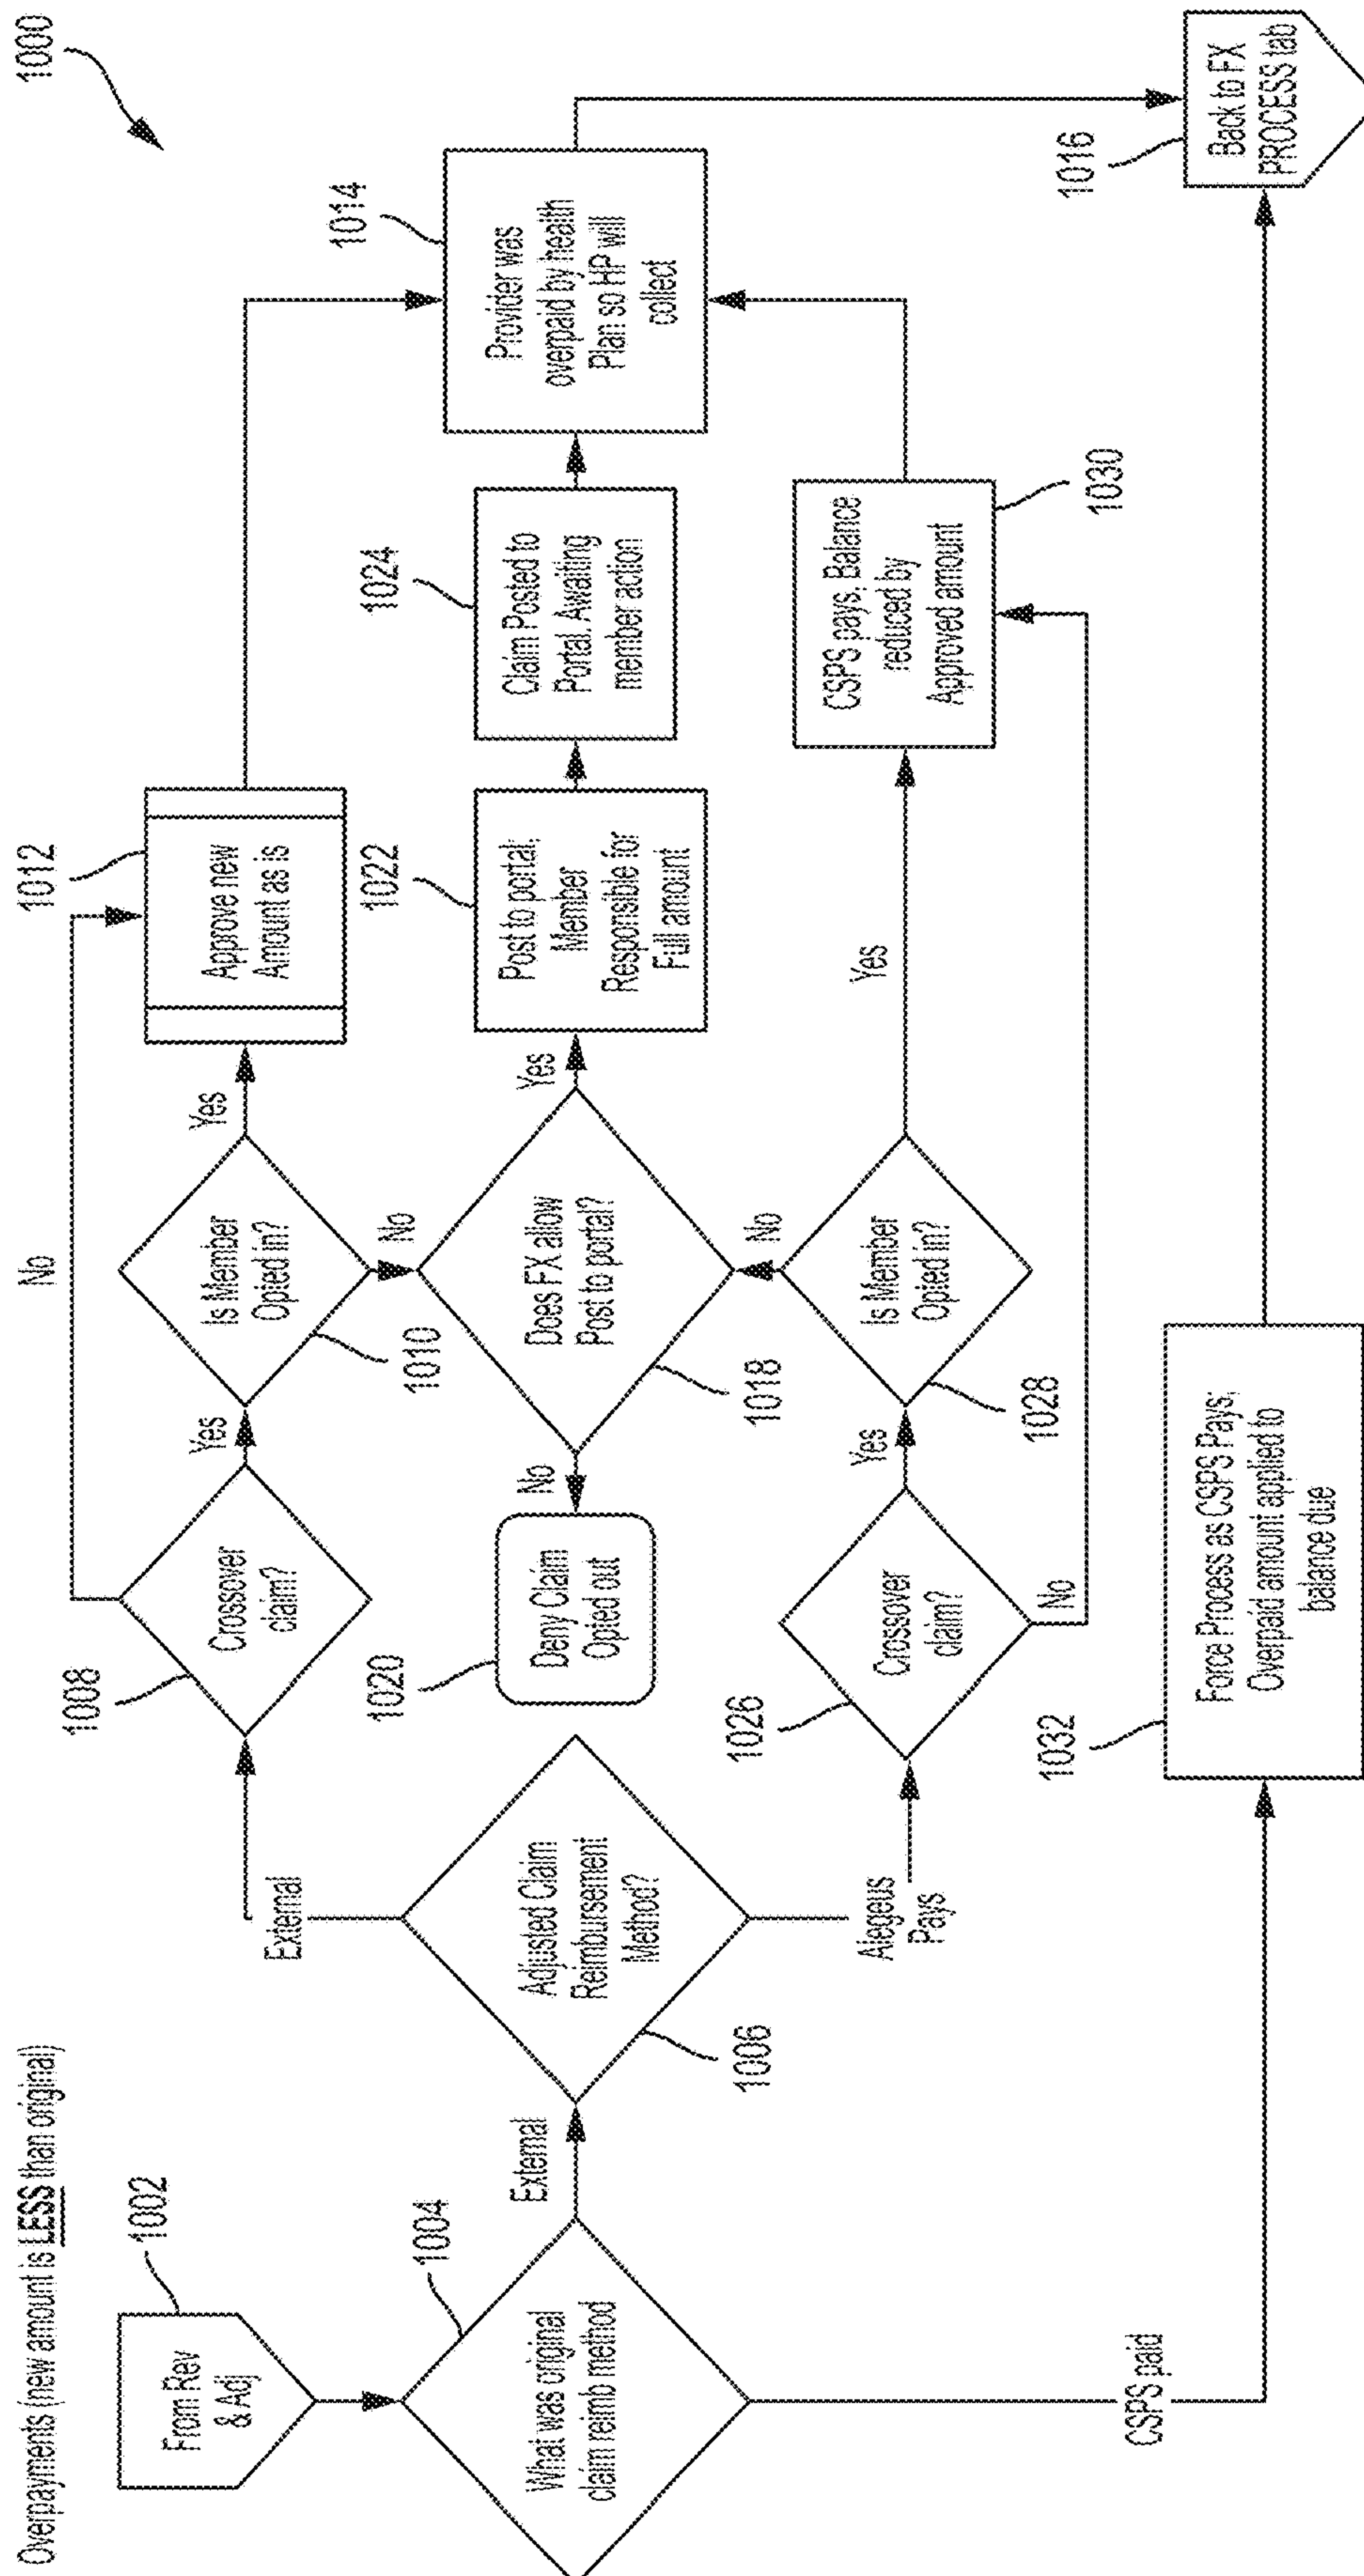 Overpayments (new amount is LESS than original)
1000
1002
From Rev
& Adj
1004
What was original
claim reimb method
External
CSPS paid
1006
Adjusted Claim
Reimbursement
Method?
External
Alegeus
Pays
1008
Crossover
claim?
No
Yes
1010
Is Member
Opted in?
Yes
No
1012
Approve new
Amount as is
1014
Provider was
overpaid by health
Plan so HP will
collect
1016
Back to FX
PROCESS tab
1018
Does FX allow
Post to portal?
No
Yes
1020
Deny Claim
Opted out
1022
Post to portal;
Member
Responsible for
Full amount
1024
Claim Posted to
Portal. Awaiting
member action
1026
Crossover
claim?
Yes
No
1028
Is Member
Opted in?
No
Yes
1030
CSPS pays; Balance
reduced by
Approved amount
1032
Force Process as CSPS Pays;
Overpaid amount applied to
balance due